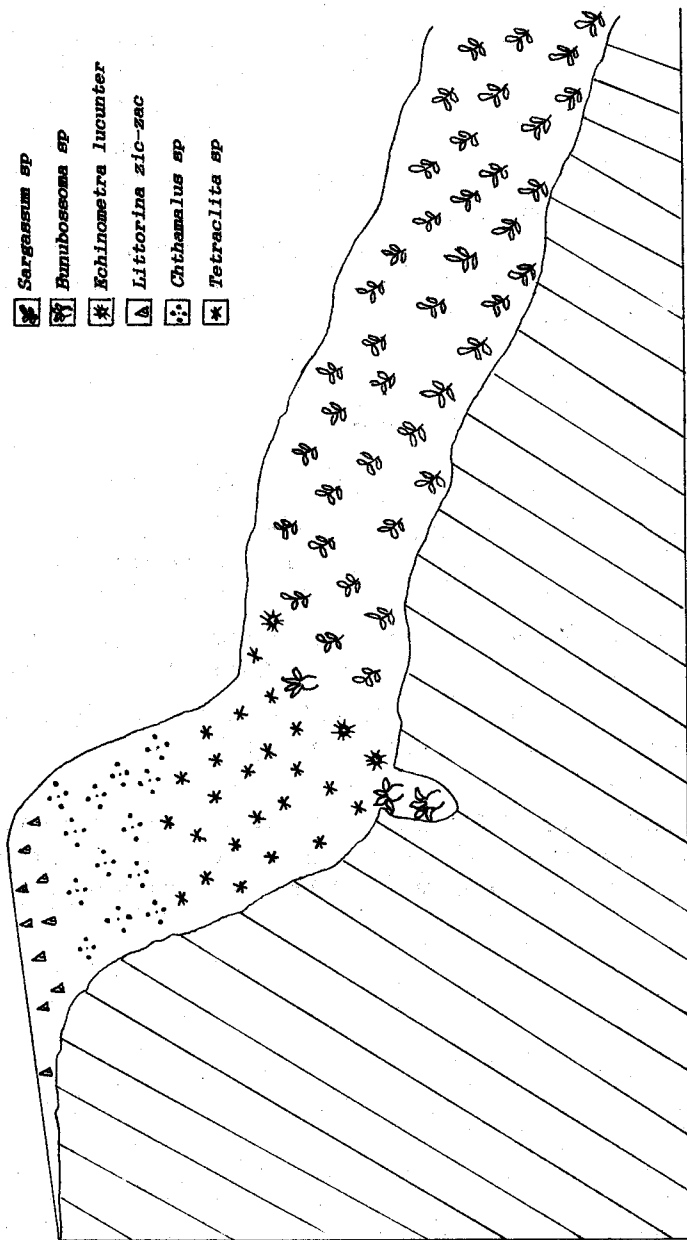 Sargassum sp
Bunubossoma sp
Echinometra lucunter
Littorina zic-zac
Chthamalus sp
Tetraclita sp